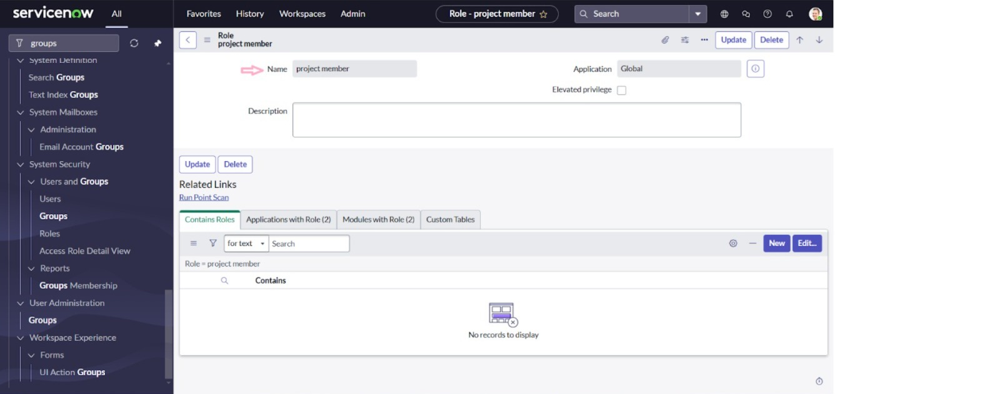 servicenow
All
Favorites
History
Workspaces
Admin
Role - project member
Search
groups
System Definition
Search Groups
Text Index Groups
System Mailboxes
Administration
Email Account Groups
System Security
Users and Groups
Users
Groups
Roles
Access Role Detail View
Reports
Groups Membership
User Administration
Groups
Workspace Experience
Forms
UI Action Groups
Role
project member
Update
Delete
Name
project member
Application
Global
Elevated privilege
Description
Update
Delete
Related Links
Run Point Scan
Contains Roles
Applications with Role (2)
Modules with Role (2)
Custom Tables
for text
Search
New
Edit...
Role = project member
Contains
No records to display